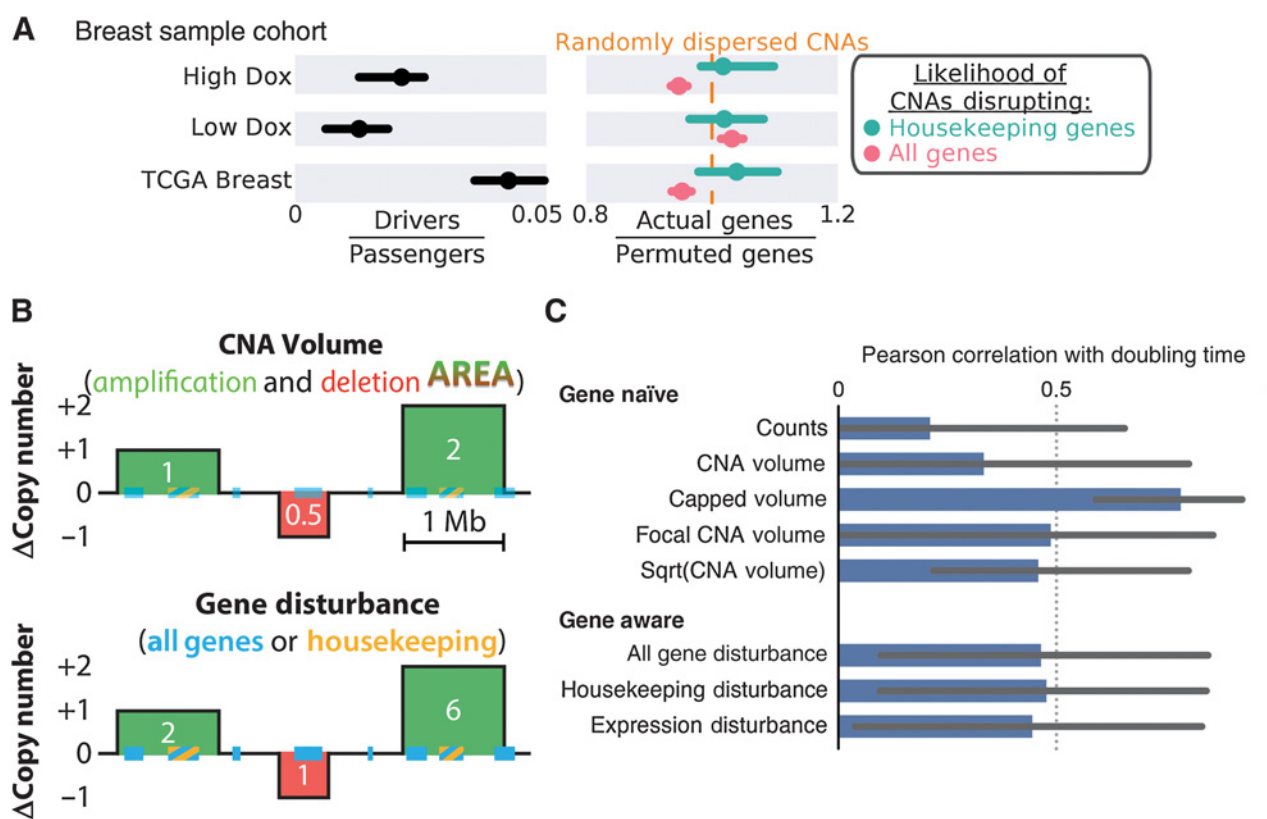 A
Breast sample cohort
Randomly dispersed CNAs
High Dox
Low Dox
TCGA Breast
0
0.05
Drivers
Passengers
0.8
1.2
Actual genes
Permuted genes
Likelihood of
CNAs disrupting:
Housekeeping genes
All genes
B
CNA Volume
(amplification and deletion AREA)
ΔCopy number
+2
+1
0
−1
1
0.5
2
1 Mb
Gene disturbance
(all genes or housekeeping)
ΔCopy number
+2
+1
0
−1
2
1
6
C
Pearson correlation with doubling time
0
0.5
Gene naïve
Counts
CNA volume
Capped volume
Focal CNA volume
Sqrt(CNA volume)
Gene aware
All gene disturbance
Housekeeping disturbance
Expression disturbance